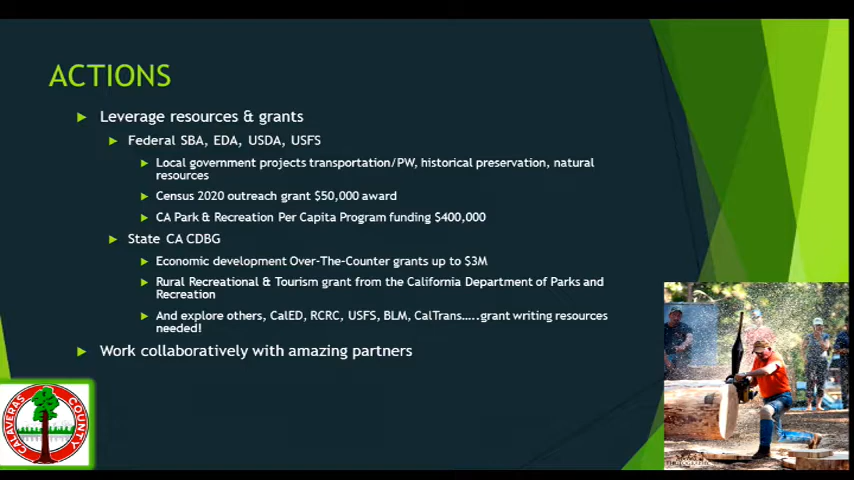 ACTIONS
Leverage resources & grants
Federal SBA, EDA, USDA, USFS
Local government projects transportation/PW, historical preservation, natural
resources
Census 2020 outreach grant $50,000 award
CA Park & Recreation Per Capita Program funding $400,000
State CA CDBG
Economic development Over-The-Counter grants up to $3M
Rural Recreational & Tourism grant from the California Department of Parks and
Recreation
And explore others, CalED, RCRC, USFS, BLM, CalTrans.....grant writing resources
needed!
Work collaboratively with amazing partners
CALAVERAS
COUNTY